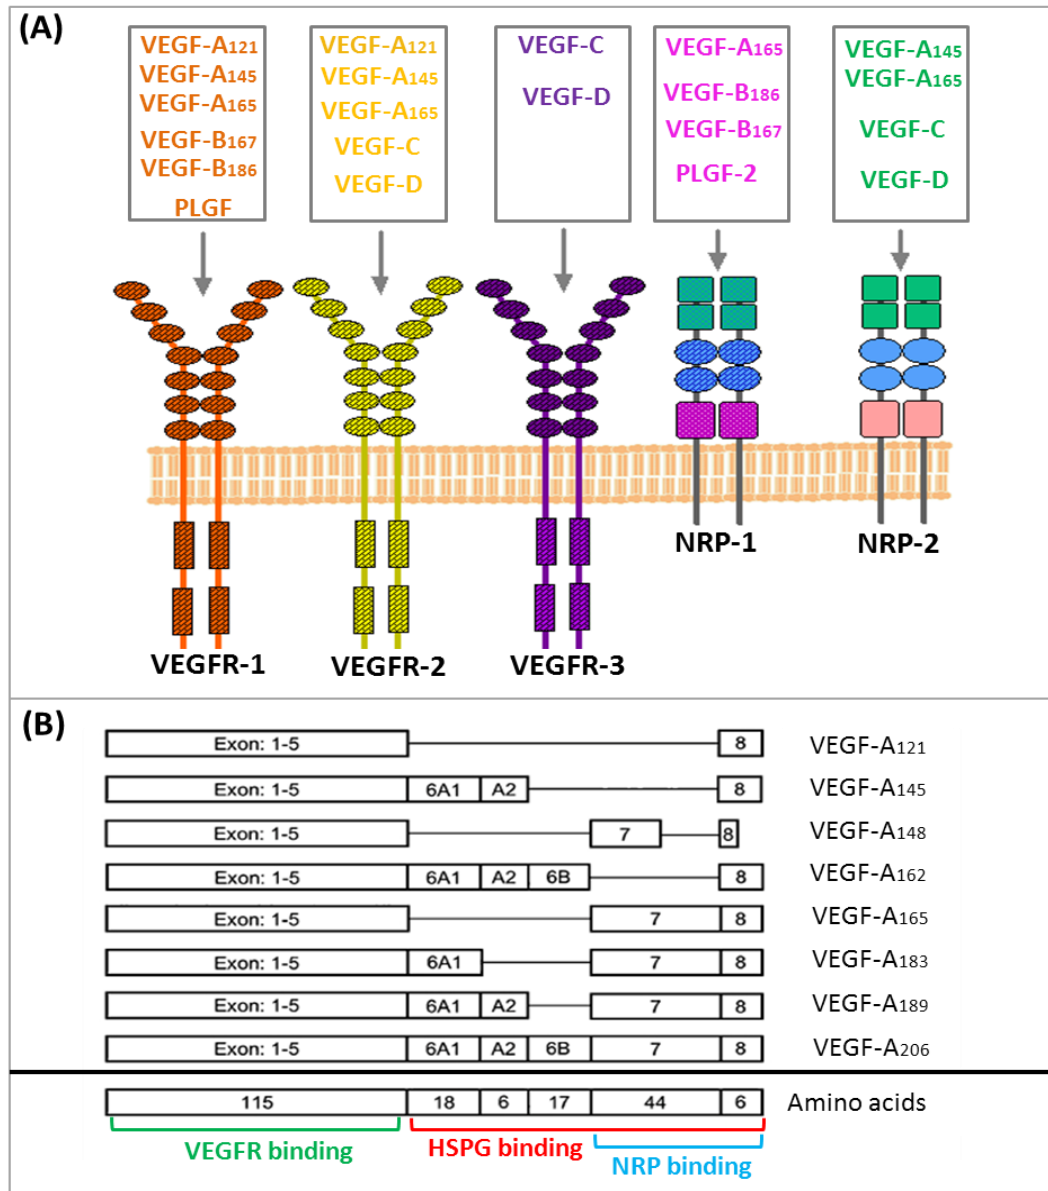 (A)
VEGF-A121
VEGF-A145
VEGF-A165
VEGF-B167
VEGF-B186
PLGF
VEGF-A121
VEGF-A145
VEGF-A165
VEGF-C
VEGF-D
VEGF-C
VEGF-D
VEGF-A165
VEGF-B186
VEGF-B167
PLGF-2
VEGF-A145
VEGF-A165
VEGF-C
VEGF-D
VEGFR-1
VEGFR-2
VEGFR-3
NRP-1
NRP-2
(B)
Exon: 1-5 8 VEGF-A121
Exon: 1-5 6A1 A2 8 VEGF-A145
Exon: 1-5 7 8 VEGF-A148
Exon: 1-5 6A1 A2 6B 8 VEGF-A162
Exon: 1-5 7 8 VEGF-A165
Exon: 1-5 6A1 7 8 VEGF-A183
Exon: 1-5 6A1 A2 7 8 VEGF-A189
Exon: 1-5 6A1 A2 6B 7 8 VEGF-A206
115 18 6 17 44 6 Amino acids
VEGFR binding
HSPG binding
NRP binding